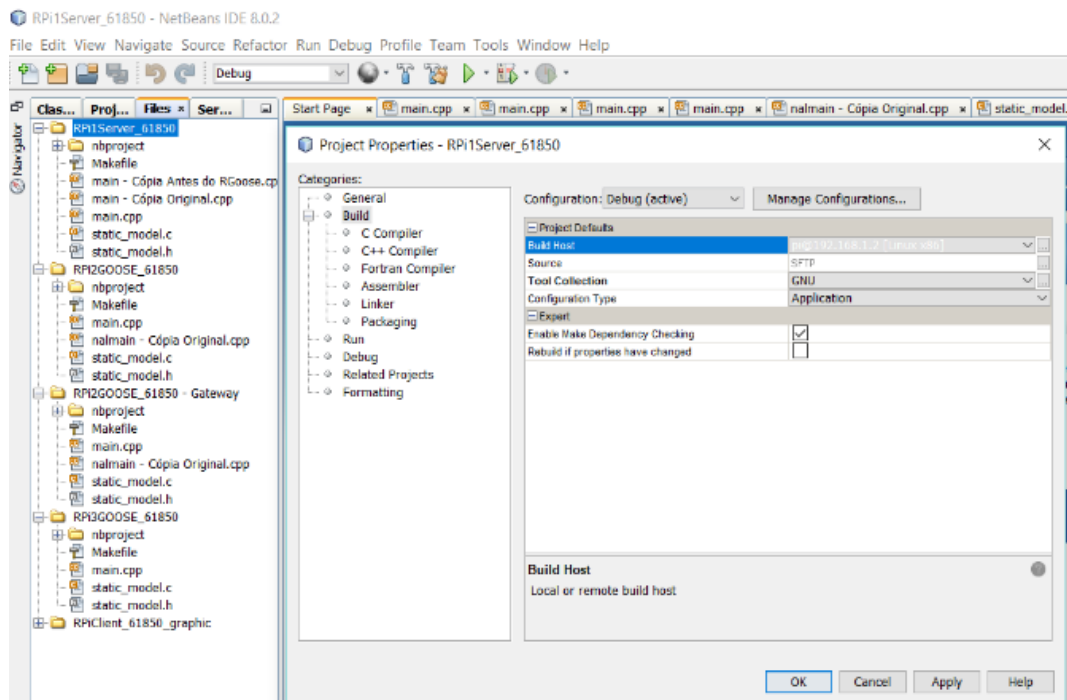 RPi1Server_61850 - NetBeans IDE 8.0.2
File Edit View Navigate Source Refactor Run Debug Profile Team Tools Window Help
Debug
Clas... Proj... Files × Ser...
Start Page × main.cpp × main.cpp × main.cpp × main.cpp × nalmain - Cópia Original.cpp × static_model.
Navigator
RPi1Server_61850
nbproject
Makefile
main - Cópia Antes do RGoose.cp
main - Cópia Original.cpp
main.cpp
static_model.c
static_model.h
RPi2GOOSE_61850
nbproject
Makefile
main.cpp
nalmain - Cópia Original.cpp
static_model.c
static_model.h
RPi2GOOSE_61850 - Gateway
nbproject
Makefile
main.cpp
nalmain - Cópia Original.cpp
static_model.c
static_model.h
RPi3GOOSE_61850
nbproject
Makefile
main.cpp
static_model.c
static_model.h
RPiClient_61850_graphic
Project Properties - RPi1Server_61850
Categories:
General
Build
C Compiler
C++ Compiler
Fortran Compiler
Assembler
Linker
Packaging
Run
Debug
Related Projects
Formatting
Configuration: Debug (active) Manage Configurations...
Project Defaults
Build Host pi@192.168.1.2 [Linux x86]
Source SFTP
Tool Collection GNU
Configuration Type Application
Expert
Enable Make Dependency Checking
Rebuild if properties have changed
Build Host
Local or remote build host
OK Cancel Apply Help